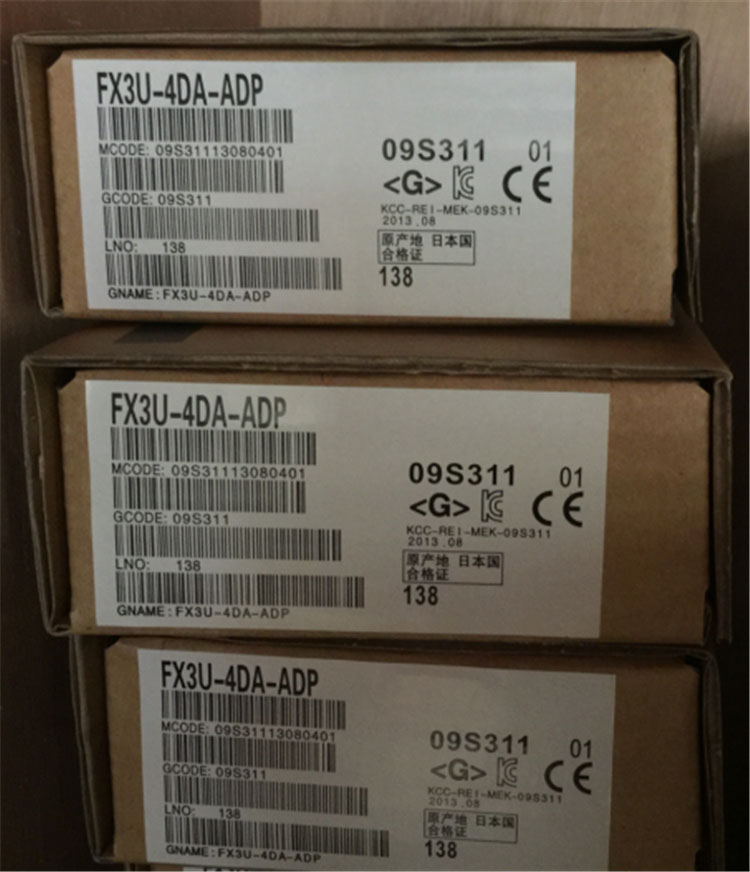 FX3U-4DA-ADP
MCODE: 09S31113080401
GCODE: 09S311
LNO: 138
GNAME: FX3U-4DA-ADP
09S311 01
<G> KC CE
KCC-REI-MEK-09S311
2013.08
原产地 日本国
合格证
138
FX3U-4DA-ADP
MCODE: 09S31113080401
GCODE: 09S311
LNO: 138
GNAME: FX3U-4DA-ADP
09S311 01
<G> KC CE
KCC-REI-MEK-09S311
2013.08
原产地 日本国
合格证
138
FX3U-4DA-ADP
MCODE: 09S31113080401
GCODE: 09S311
LNO: 138
GNAME: FX3U-4DA-ADP
09S311 01
<G> KC CE
KCC-REI-MEK-09S311
2013.08
原产地 日本国
合格证
138